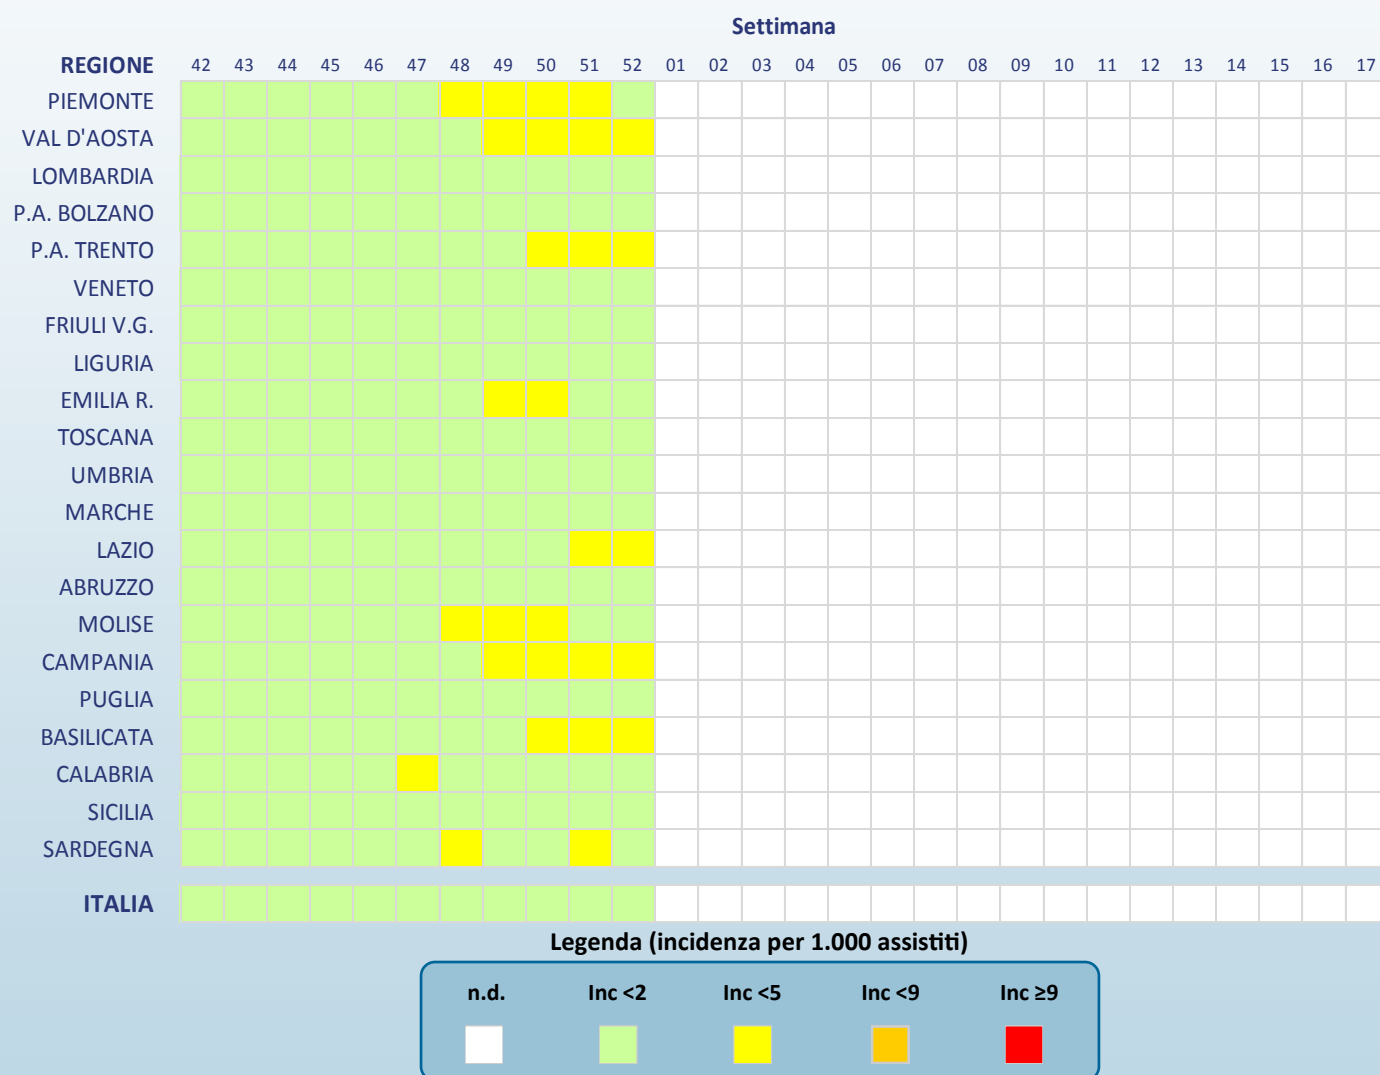 Settimana
REGIONE 42 43 44 45 46 47 48 49 50 51 52 01 02 03 04 05 06 07 08 09 10 11 12 13 14 15 16 17
PIEMONTE
VAL D'AOSTA
LOMBARDIA
P.A. BOLZANO
P.A. TRENTO
VENETO
FRIULI V.G.
LIGURIA
EMILIA R.
TOSCANA
UMBRIA
MARCHE
LAZIO
ABRUZZO
MOLISE
CAMPANIA
PUGLIA
BASILICATA
CALABRIA
SICILIA
SARDEGNA
ITALIA
Legenda (incidenza per 1.000 assistiti)
n.d. Inc <2 Inc <5 Inc <9 Inc ≥9